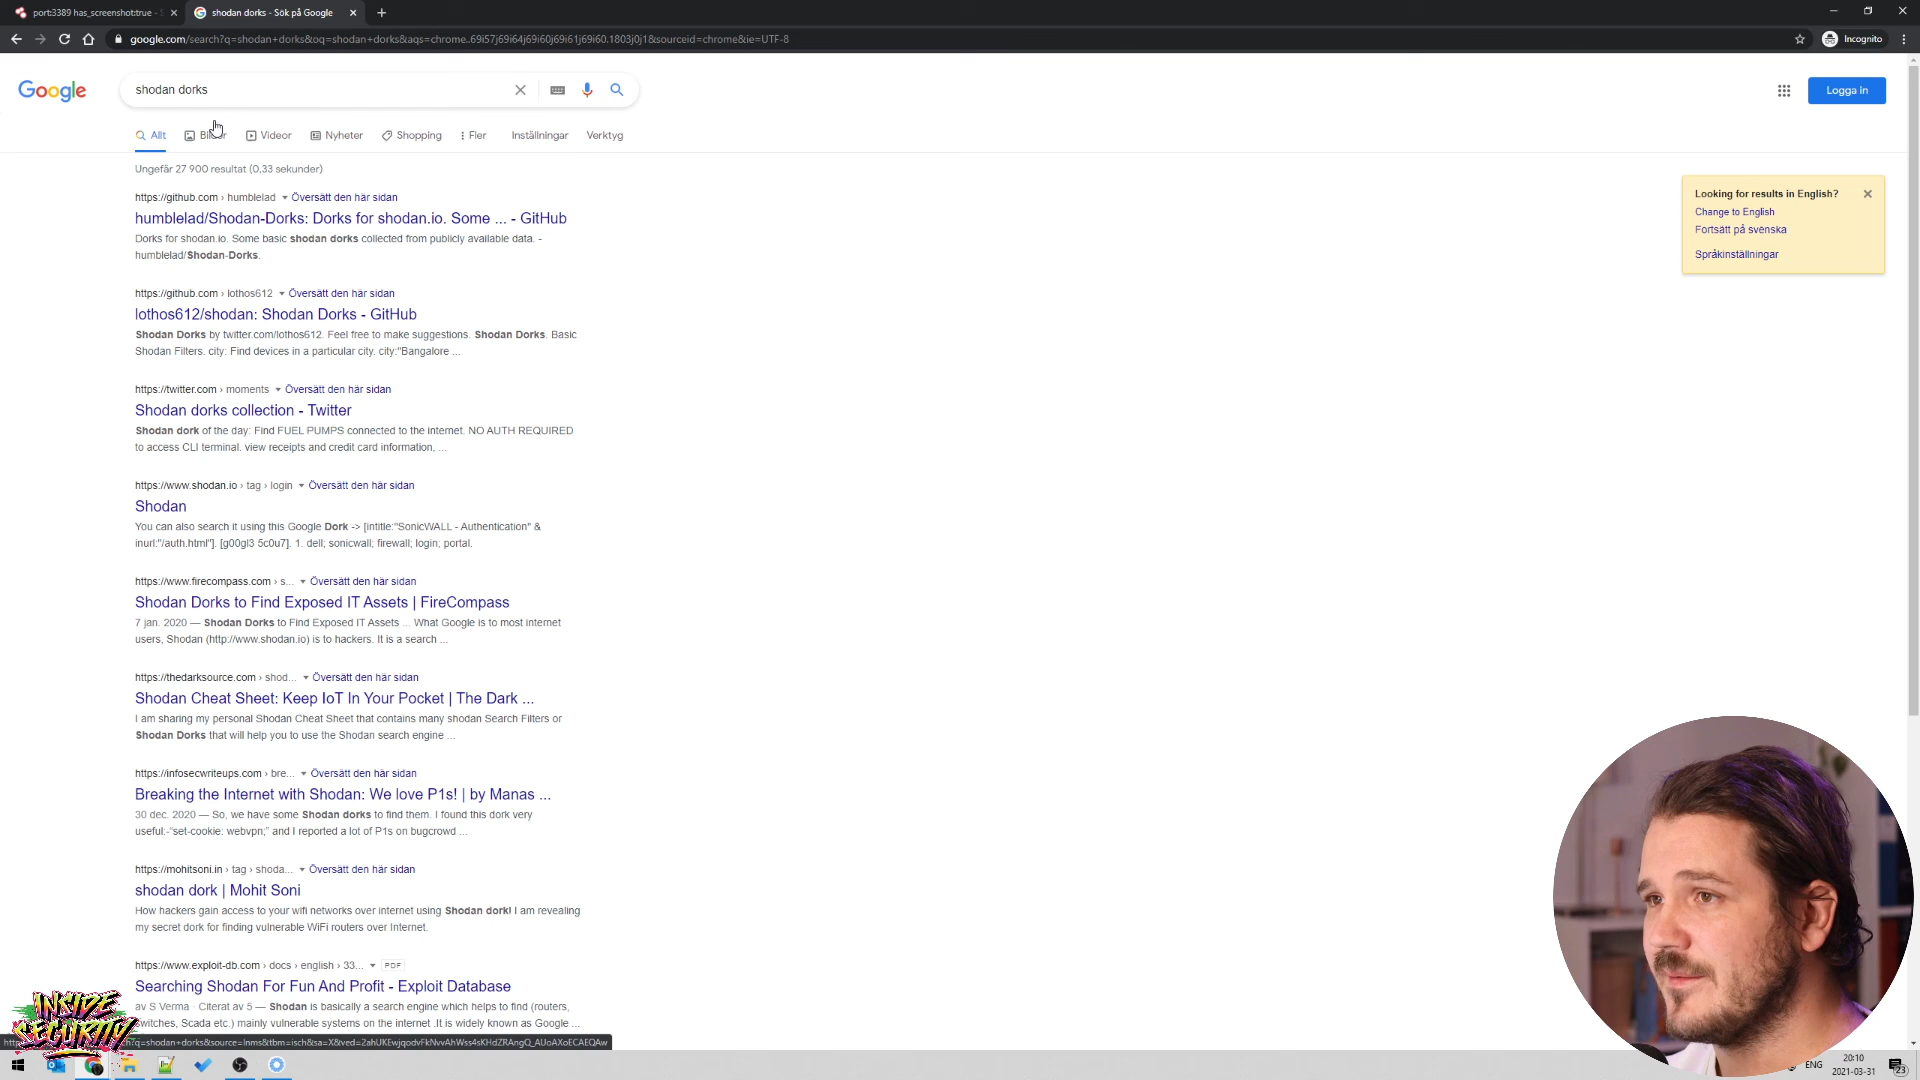 port:3389 has_screenshot:true - S
shodan dorks - Sök på Google
google.com/search?q=shodan+dorks&oq=shodan+dorks&aqs=chrome..69i57j69i64j69i60j69i61j69i60.1803j0j1&sourceid=chrome&ie=UTF-8
Incognito
Google
shodan dorks
Logga in
Allt
Bilder
Videor
Nyheter
Shopping
Fler
Inställningar
Verktyg
Ungefär 27 900 resultat (0,33 sekunder)
Looking for results in English?
Change to English
Fortsätt på svenska
Språkinställningar
https://github.com › humblelad Översätt den här sidan
humblelad/Shodan-Dorks: Dorks for shodan.io. Some ... - GitHub
Dorks for shodan.io. Some basic shodan dorks collected from publicly available data. -
humblelad/Shodan-Dorks.
https://github.com › lothos612 Översätt den här sidan
lothos612/shodan: Shodan Dorks - GitHub
Shodan Dorks by twitter.com/lothos612. Feel free to make suggestions. Shodan Dorks. Basic
Shodan Filters. city: Find devices in a particular city. city:"Bangalore ...
https://twitter.com › moments Översätt den här sidan
Shodan dorks collection - Twitter
Shodan dork of the day: Find FUEL PUMPS connected to the internet. NO AUTH REQUIRED
to access CLI terminal. view receipts and credit card information, ...
https://www.shodan.io › tag › login Översätt den här sidan
Shodan
You can also search it using this Google Dork -> [intitle:"SonicWALL - Authentication" &
inurl:"/auth.html"]. [g00gl3 5c0u7]. 1. dell; sonicwall; firewall; login; portal.
https://www.firecompass.com › s... Översätt den här sidan
Shodan Dorks to Find Exposed IT Assets | FireCompass
7 jan. 2020 — Shodan Dorks to Find Exposed IT Assets ... What Google is to most internet
users, Shodan (http://www.shodan.io) is to hackers. It is a search ...
https://thedarksource.com › shod... Översätt den här sidan
Shodan Cheat Sheet: Keep IoT In Your Pocket | The Dark ...
I am sharing my personal Shodan Cheat Sheet that contains many shodan Search Filters or
Shodan Dorks that will help you to use the Shodan search engine ...
https://infosecwriteups.com › bre... Översätt den här sidan
Breaking the Internet with Shodan: We love P1s! | by Manas ...
30 dec. 2020 — So, we have some Shodan dorks to find them. I found this dork very
useful:-"set-cookie: webvpn;" and I reported a lot of P1s on bugcrowd ...
https://mohitsoni.in › tag › shoda... Översätt den här sidan
shodan dork | Mohit Soni
How hackers gain access to your wifi networks over internet using Shodan dork! I am revealing
my secret dork for finding vulnerable WiFi routers over Internet.
https://www.exploit-db.com › docs › english › 33... PDF
Searching Shodan For Fun And Profit - Exploit Database
av S Verma · Citerat av 5 — Shodan is basically a search engine which helps to find (routers,
switches, Scada etc.) mainly vulnerable systems on the internet .It is widely known as Google ...
INSIDE
SECURITY
ENG
20:10
2021-03-31
23